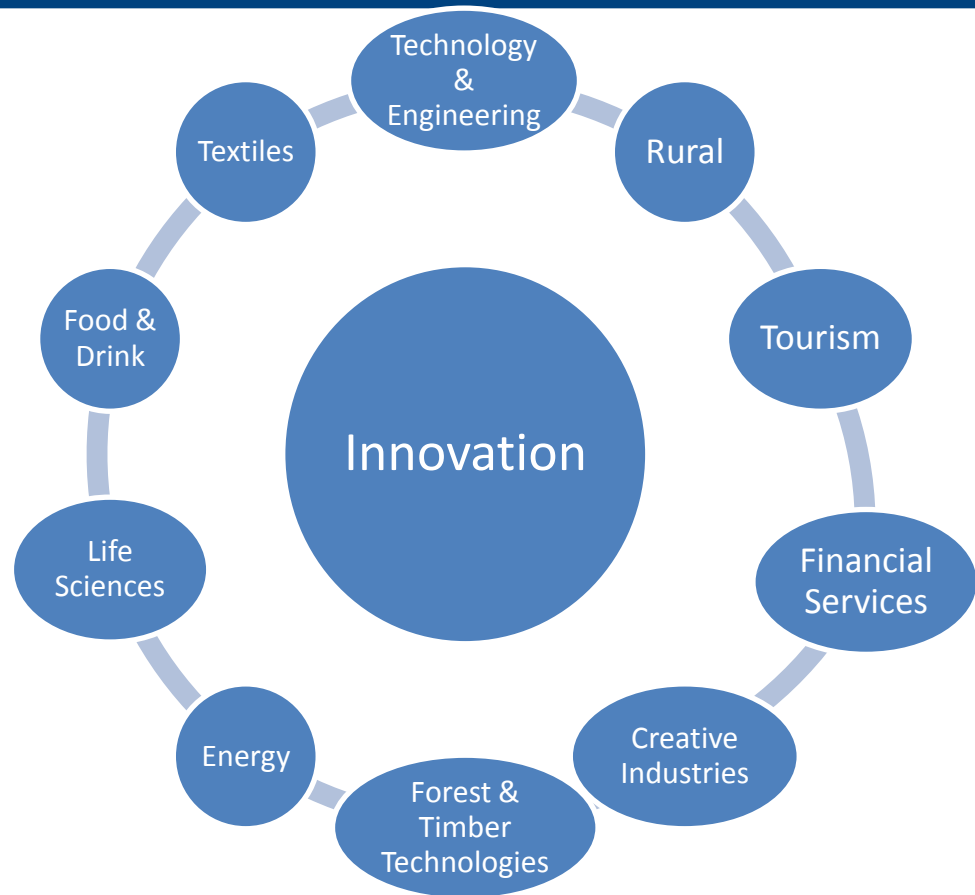 Technology
&
Engineering
Rural
Tourism
Financial
Services
Creative
Industries
Forest &
Timber
Technologies
Energy
Life
Sciences
Food &
Drink
Textiles
Innovation